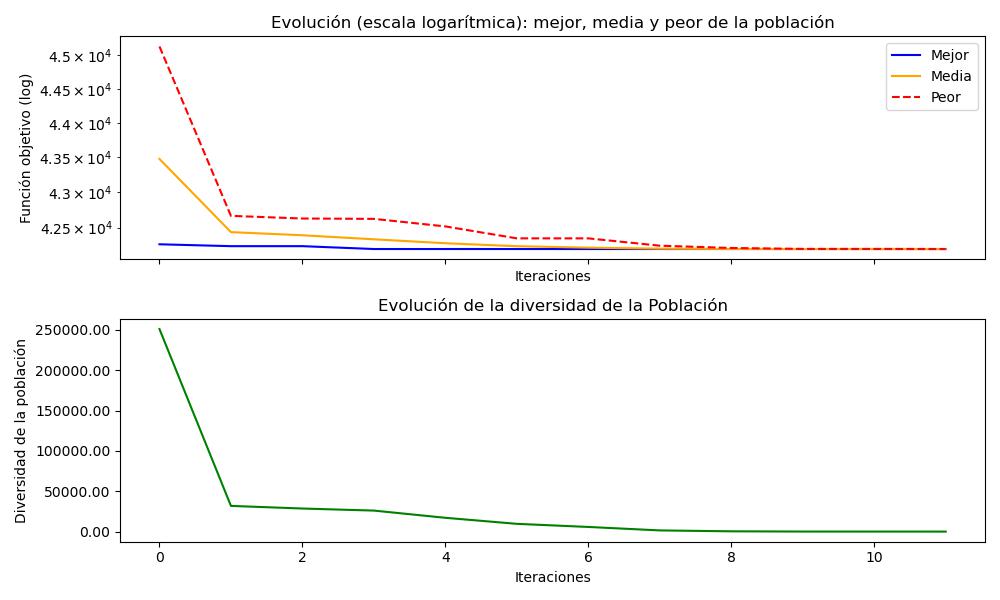 Evolución (escala logarítmica): mejor, media y peor de la población
Función objetivo (log)
4.5 × 10⁴
4.45 × 10⁴
4.4 × 10⁴
4.35 × 10⁴
4.3 × 10⁴
4.25 × 10⁴
Mejor
Media
Peor
Iteraciones
Evolución de la diversidad de la Población
Diversidad de la población
250000.00
200000.00
150000.00
100000.00
50000.00
0.00
0 2 4 6 8 10
Iteraciones